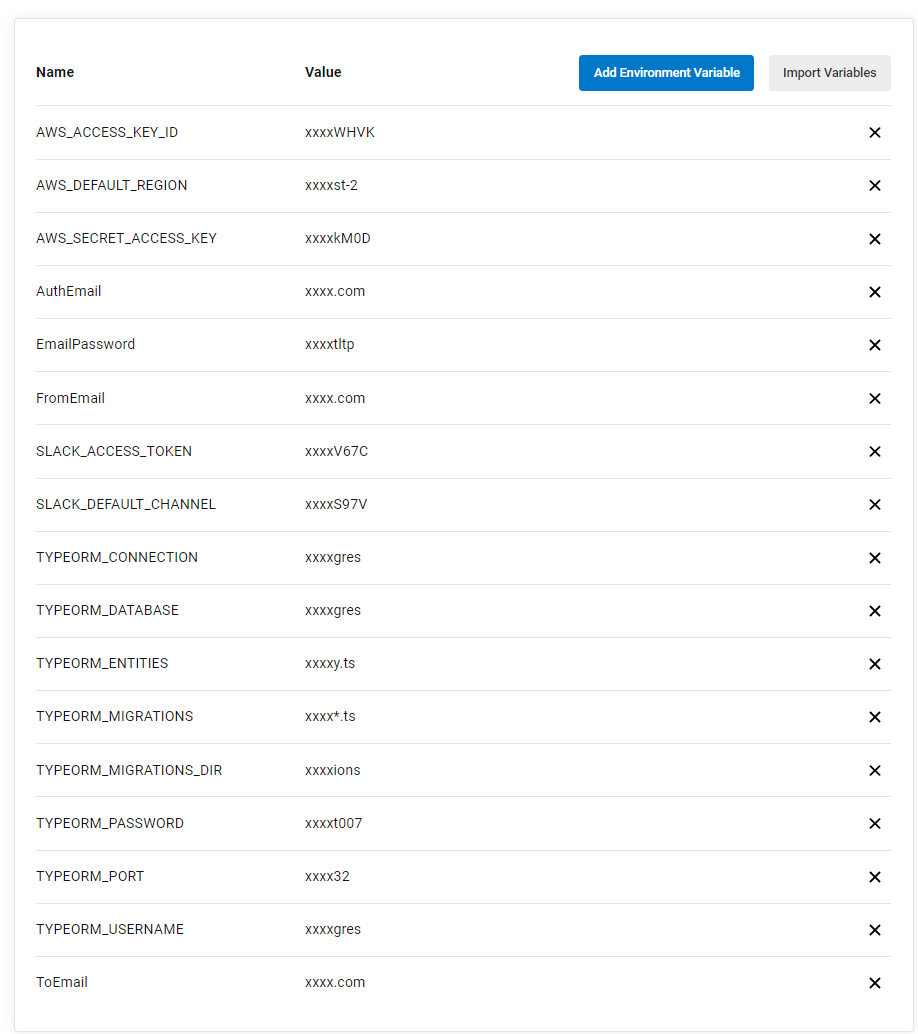 Name Value Add Environment Variable Import Variables
AWS_ACCESS_KEY_ID xxxxWHVK
AWS_DEFAULT_REGION xxxxst-2
AWS_SECRET_ACCESS_KEY xxxxkM0D
AuthEmail xxxx.com
EmailPassword xxxxtltp
FromEmail xxxx.com
SLACK_ACCESS_TOKEN xxxxV67C
SLACK_DEFAULT_CHANNEL xxxxS97V
TYPEORM_CONNECTION xxxxgres
TYPEORM_DATABASE xxxxgres
TYPEORM_ENTITIES xxxxy.ts
TYPEORM_MIGRATIONS xxxx*.ts
TYPEORM_MIGRATIONS_DIR xxxxions
TYPEORM_PASSWORD xxxxt007
TYPEORM_PORT xxxx32
TYPEORM_USERNAME xxxxgres
ToEmail xxxx.com